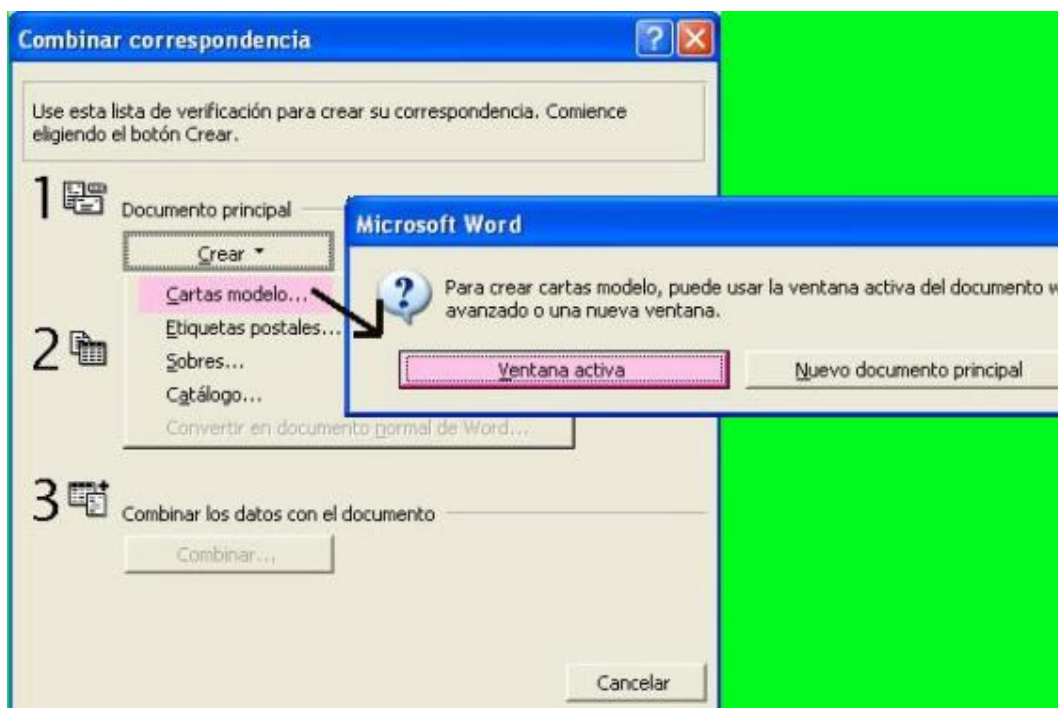 Combinar correspondencia
Use esta lista de verificación para crear su correspondencia. Comience
eligiendo el botón Crear.
1
Documento principal
Crear
Cartas modelo...
Etiquetas postales...
2
Sobres...
Catálogo...
Convertir en documento normal de Word...
Microsoft Word
Para crear cartas modelo, puede usar la ventana activa del documento w
avanzado o una nueva ventana.
Ventana activa
Nuevo documento principal
3
Combinar los datos con el documento
Combinar...
Cancelar